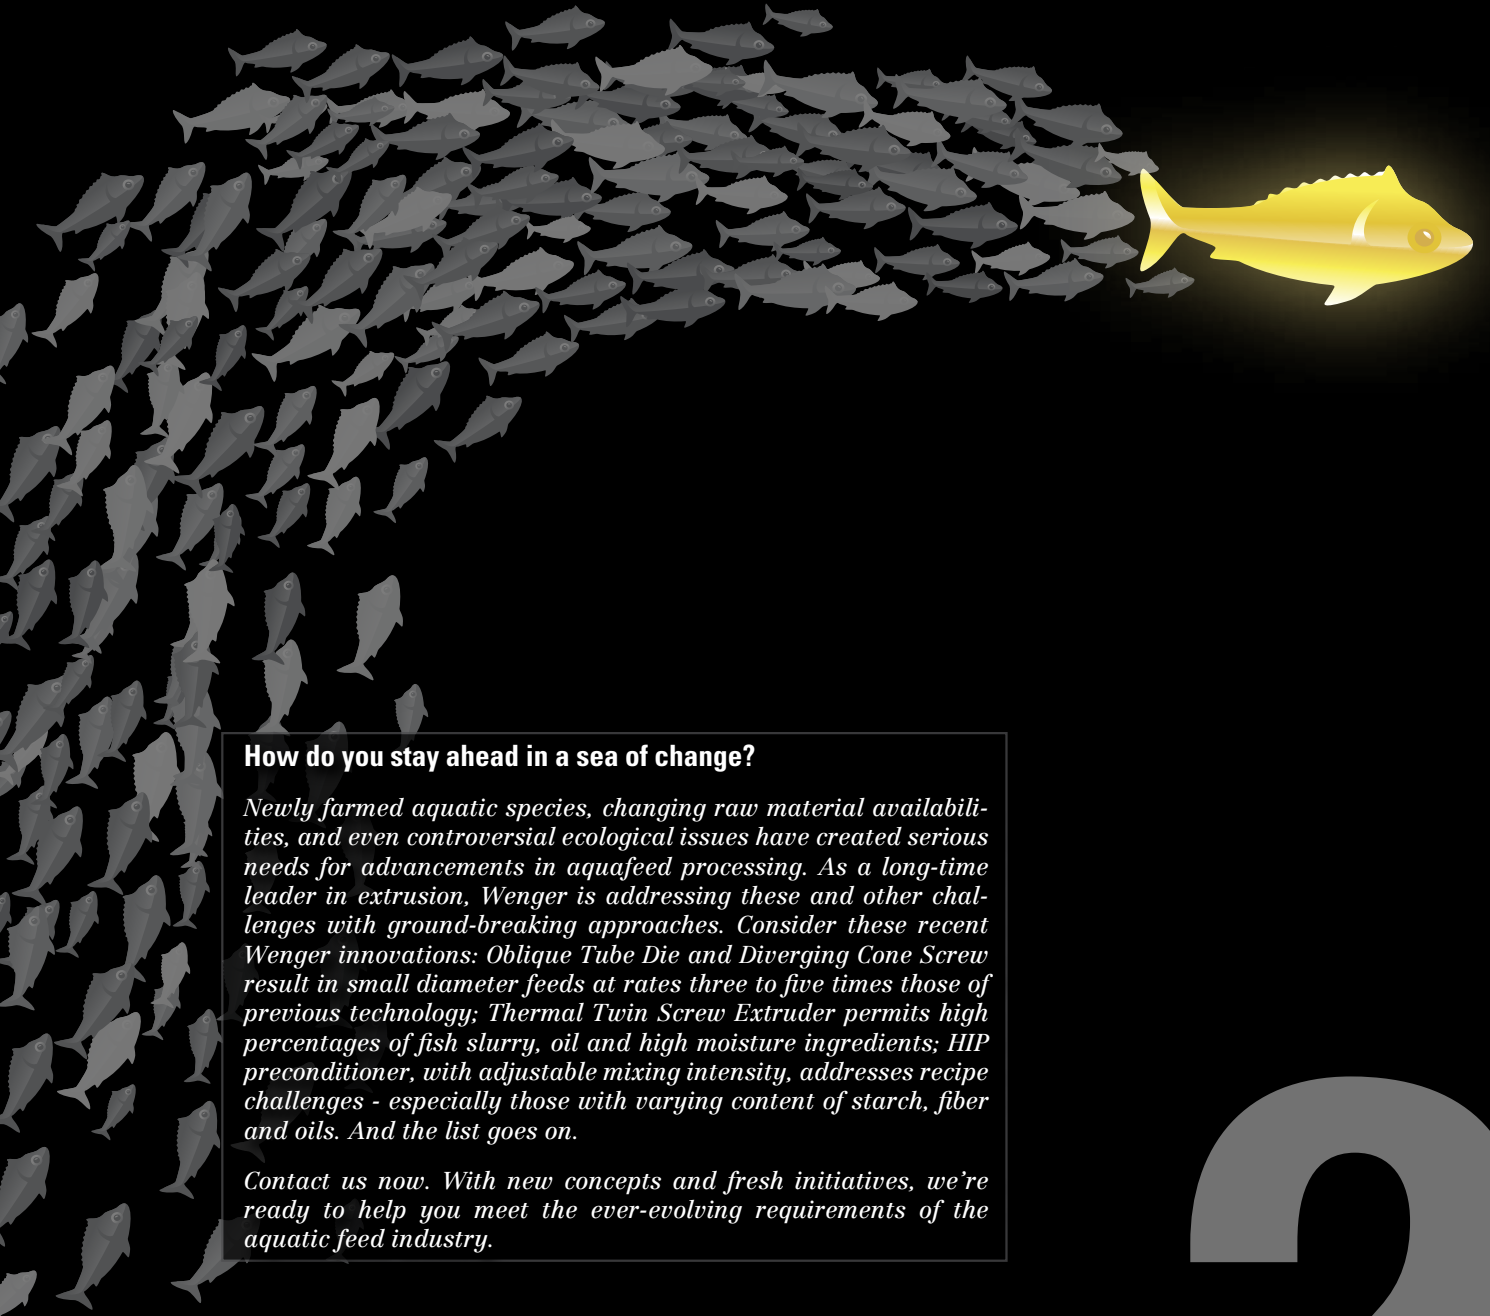 How do you stay ahead in a sea of change?
Newly farmed aquatic species, changing raw material availabili-
ties, and even controversial ecological issues have created serious
needs for advancements in aquafeed processing. As a long-time
leader in extrusion, Wenger is addressing these and other chal-
lenges with ground-breaking approaches. Consider these recent
Wenger innovations: Oblique Tube Die and Diverging Cone Screw
result in small diameter feeds at rates three to five times those of
previous technology; Thermal Twin Screw Extruder permits high
percentages of fish slurry, oil and high moisture ingredients; HIP
preconditioner, with adjustable mixing intensity, addresses recipe
challenges - especially those with varying content of starch, fiber
and oils. And the list goes on.
Contact us now. With new concepts and fresh initiatives, we’re
ready to help you meet the ever-evolving requirements of the
aquatic feed industry.